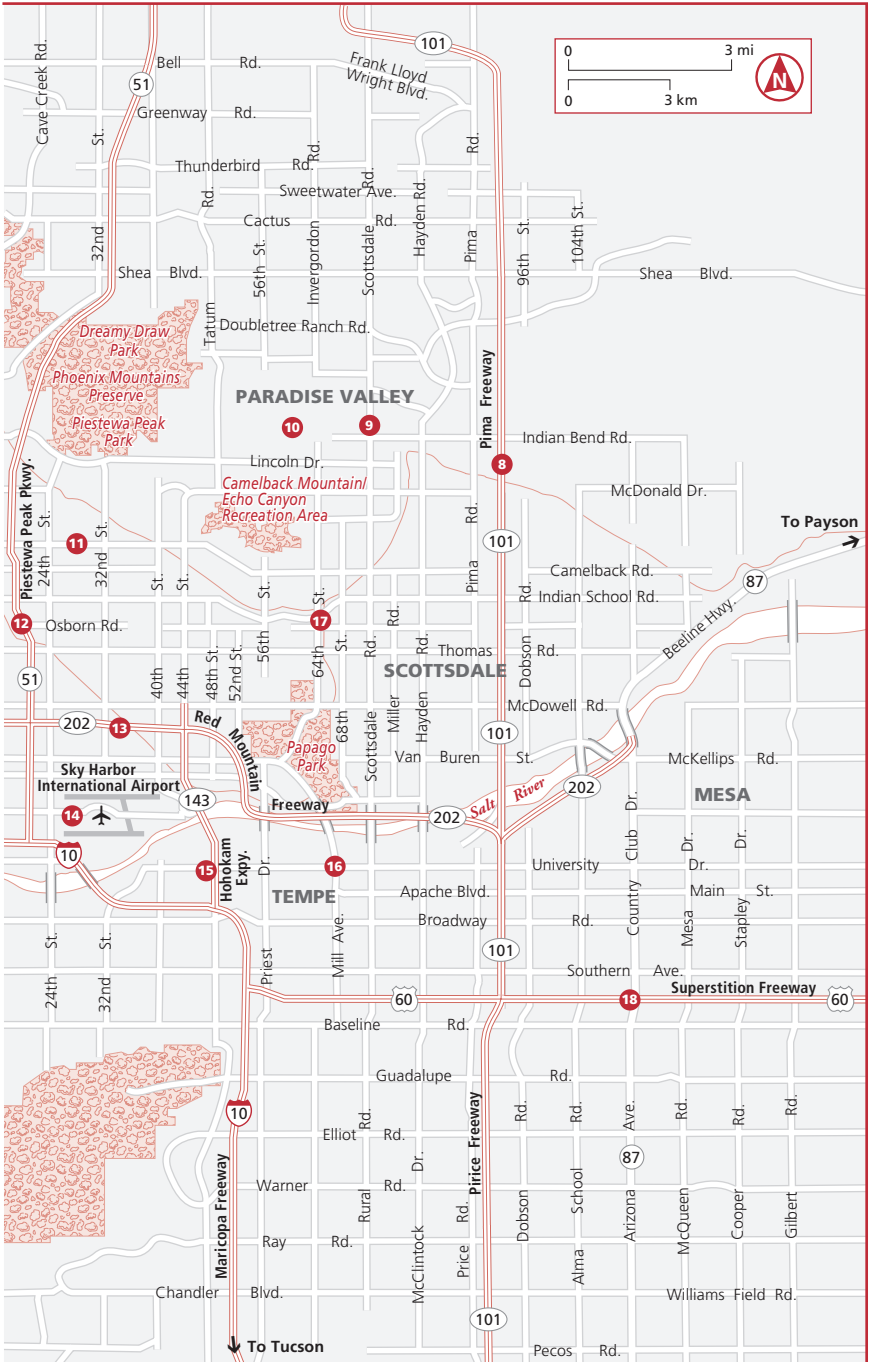 101
0 3 mi
0 3 km
N
Cave Creek Rd.
Bell Rd.
Frank Lloyd
Wright Blvd.
51
Greenway Rd.
32nd St.
Thunderbird Rd.
Tatum Rd.
Invergordon Rd.
Scottsdale Rd.
Hayden Rd.
Pima Rd.
Sweetwater Ave.
Cactus Rd.
56th St.
96th St.
104th St.
Shea Blvd.
Shea Blvd.
Doubletree Ranch Rd.
Dreamy Draw
Park
Phoenix Mountains
Preserve
Piestewa Peak
Park
PARADISE VALLEY
10
9
Pima Freeway
Indian Bend Rd.
8
Lincoln Dr.
Camelback Mountain/
Echo Canyon
Recreation Area
McDonald Dr.
Piestewa Peak Pkwy.
24th St.
11
32nd St.
Pima Rd.
101
To Payson
87
Beeline Hwy.
Camelback Rd.
Indian School Rd.
12
Osborn Rd.
40th St.
44th St.
48th St.
52nd St.
56th St.
64th St.
17
68th St.
Scottsdale Rd.
Miller Rd.
Hayden Rd.
Thomas Rd.
Dobson Rd.
SCOTTSDALE
51
McDowell Rd.
202
13
Red Mountain Freeway
Papago
Park
Van Buren St.
101
McKellips Rd.
Sky Harbor
International Airport
14
143
202
Salt River
202
MESA
10
15
Hohokam
Expy.
16
University Dr.
TEMPE
Apache Blvd.
Main St.
Broadway Rd.
Country Club Dr.
Mesa Dr.
Stapley Dr.
24th St.
32nd St.
Priest Dr.
Mill Ave.
101
Southern Ave.
Superstition Freeway
60
18
60
Baseline Rd.
Guadalupe Rd.
10
Maricopa Freeway
Elliot Rd.
Pirice Freeway
87
Warner Rd.
Rural Rd.
McClintock Dr.
Price Rd.
Dobson Rd.
Alma School Rd.
Arizona Ave.
McQueen Rd.
Cooper Rd.
Gilbert Rd.
Ray Rd.
Chandler Blvd.
Williams Field Rd.
101
To Tucson
Pecos Rd.